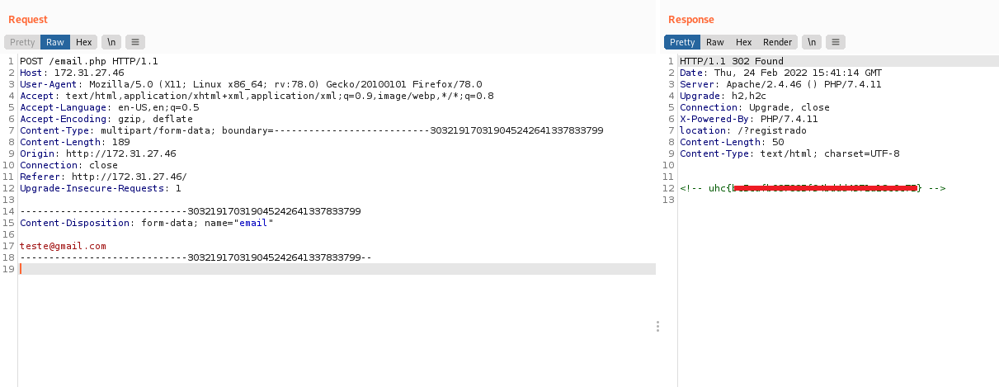 Request
Pretty Raw Hex \n
1 POST /email.php HTTP/1.1
2 Host: 172.31.27.46
3 User-Agent: Mozilla/5.0 (X11; Linux x86_64; rv:78.0) Gecko/20100101 Firefox/78.0
4 Accept: text/html,application/xhtml+xml,application/xml;q=0.9,image/webp,*/*;q=0.8
5 Accept-Language: en-US,en;q=0.5
6 Accept-Encoding: gzip, deflate
7 Content-Type: multipart/form-data; boundary=---------------------------303219170319045242641337833799
8 Content-Length: 189
9 Origin: http://172.31.27.46
10 Connection: close
11 Referer: http://172.31.27.46/
12 Upgrade-Insecure-Requests: 1
13
14 -----------------------------303219170319045242641337833799
15 Content-Disposition: form-data; name="email"
16
17 teste@gmail.com
18 -----------------------------303219170319045242641337833799--
19
Response
Pretty Raw Hex Render \n
1 HTTP/1.1 302 Found
2 Date: Thu, 24 Feb 2022 15:41:14 GMT
3 Server: Apache/2.4.46 () PHP/7.4.11
4 Upgrade: h2,h2c
5 Connection: Upgrade, close
6 X-Powered-By: PHP/7.4.11
7 location: /?registrado
8 Content-Length: 50
9 Content-Type: text/html; charset=UTF-8
10
11
12 <!-- uhc{} -->
13